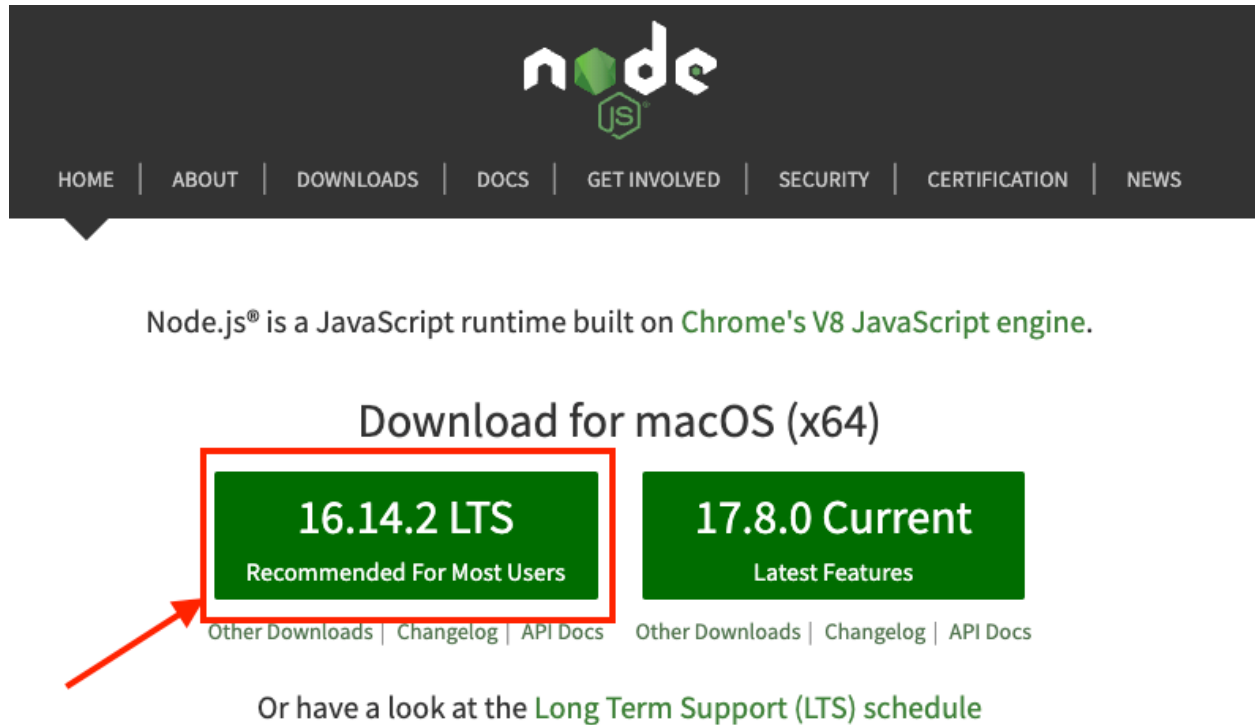 node
JS®
HOME | ABOUT | DOWNLOADS | DOCS | GET INVOLVED | SECURITY | CERTIFICATION | NEWS
Node.js® is a JavaScript runtime built on Chrome's V8 JavaScript engine.
Download for macOS (x64)
16.14.2 LTS
Recommended For Most Users
17.8.0 Current
Latest Features
Other Downloads | Changelog | API Docs
Other Downloads | Changelog | API Docs
Or have a look at the Long Term Support (LTS) schedule